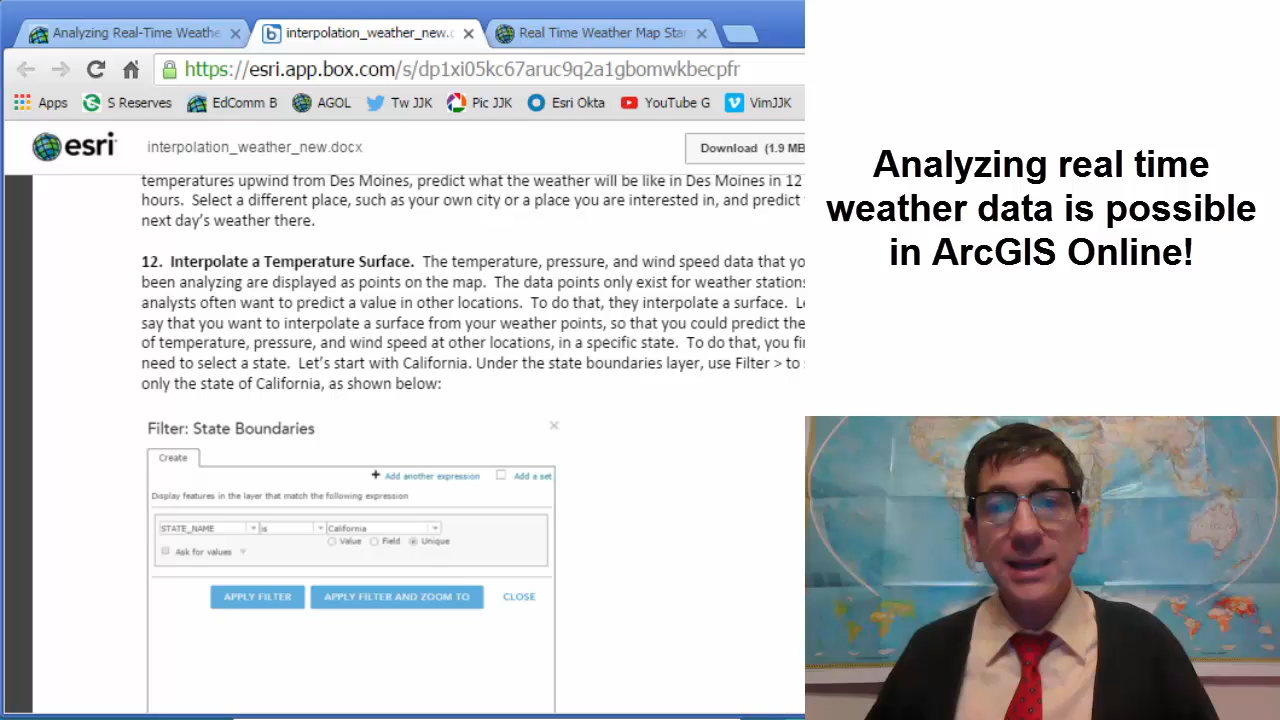 Analyzing Real-Time Weathe
interpolation_weather_new.c
Real Time Weather Map Star
https://esri.app.box.com/s/dp1xi05kc67aruc9q2a1gbomwkbecpfr
Apps S Reserves EdComm B AGOL Tw JJK Pic JJK Esri Okta YouTube G VimJJK
esri interpolation_weather_new.docx Download (1.9 MB
temperatures upwind from Des Moines, predict what the weather will be like in Des Moines in 12
hours. Select a different place, such as your own city or a place you are interested in, and predict
next day's weather there.
12. Interpolate a Temperature Surface. The temperature, pressure, and wind speed data that yo
been analyzing are displayed as points on the map. The data points only exist for weather stations
analysts often want to predict a value in other locations. To do that, they interpolate a surface. Le
say that you want to interpolate a surface from your weather points, so that you could predict the
of temperature, pressure, and wind speed at other locations, in a specific state. To do that, you fir
need to select a state. Let's start with California. Under the state boundaries layer, use Filter > to s
only the state of California, as shown below:
Filter: State Boundaries
Create
Add another expression Add a set
Display features in the layer that match the following expression
STATE_NAME is California
Value Field Unique
Ask for values
APPLY FILTER APPLY FILTER AND ZOOM TO CLOSE
Analyzing real time
weather data is possible
in ArcGIS Online!